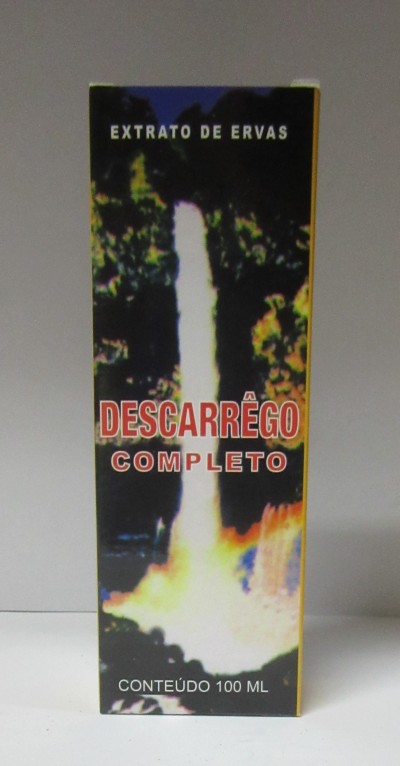 EXTRATO DE ERVAS
DESCARRÊGO
COMPLETO
CONTEÚDO 100 ML